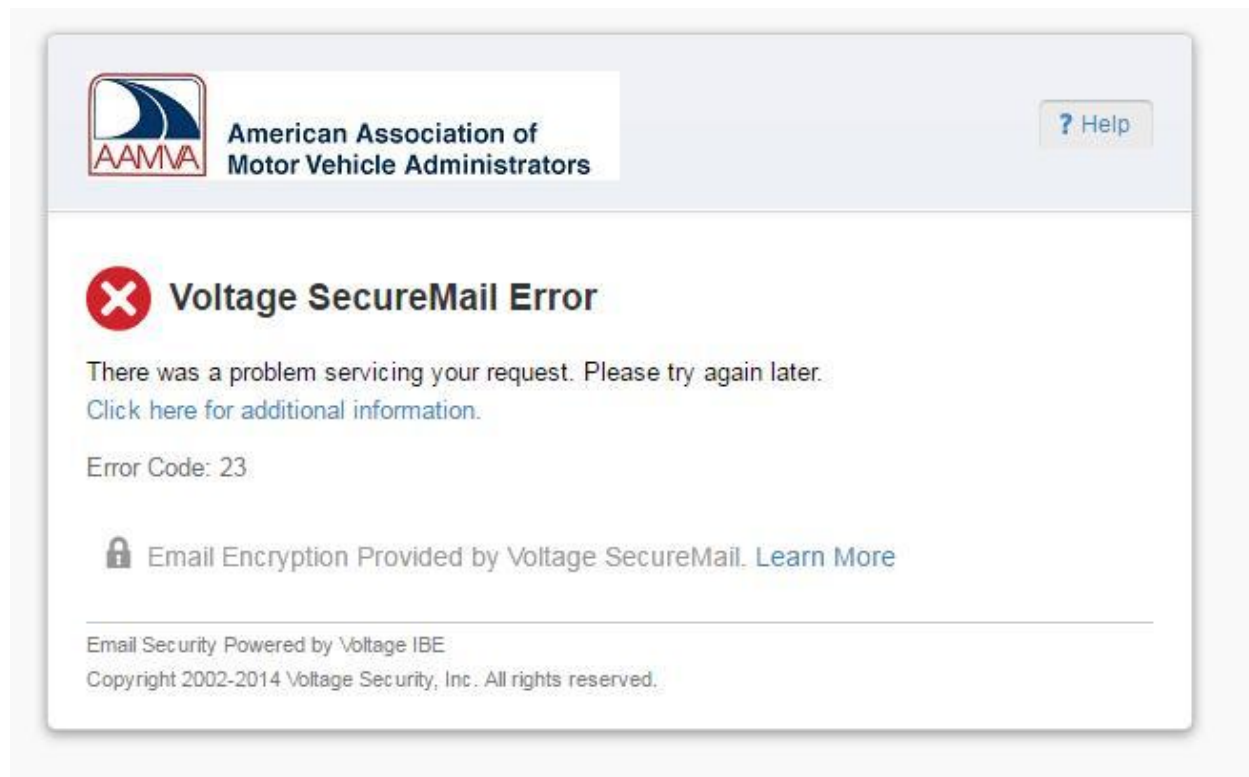 AAMVA
American Association of
Motor Vehicle Administrators
? Help
Voltage SecureMail Error
There was a problem servicing your request. Please try again later.
Click here for additional information.
Error Code: 23
Email Encryption Provided by Voltage SecureMail. Learn More
Email Security Powered by Voltage IBE
Copyright 2002-2014 Voltage Security, Inc. All rights reserved.